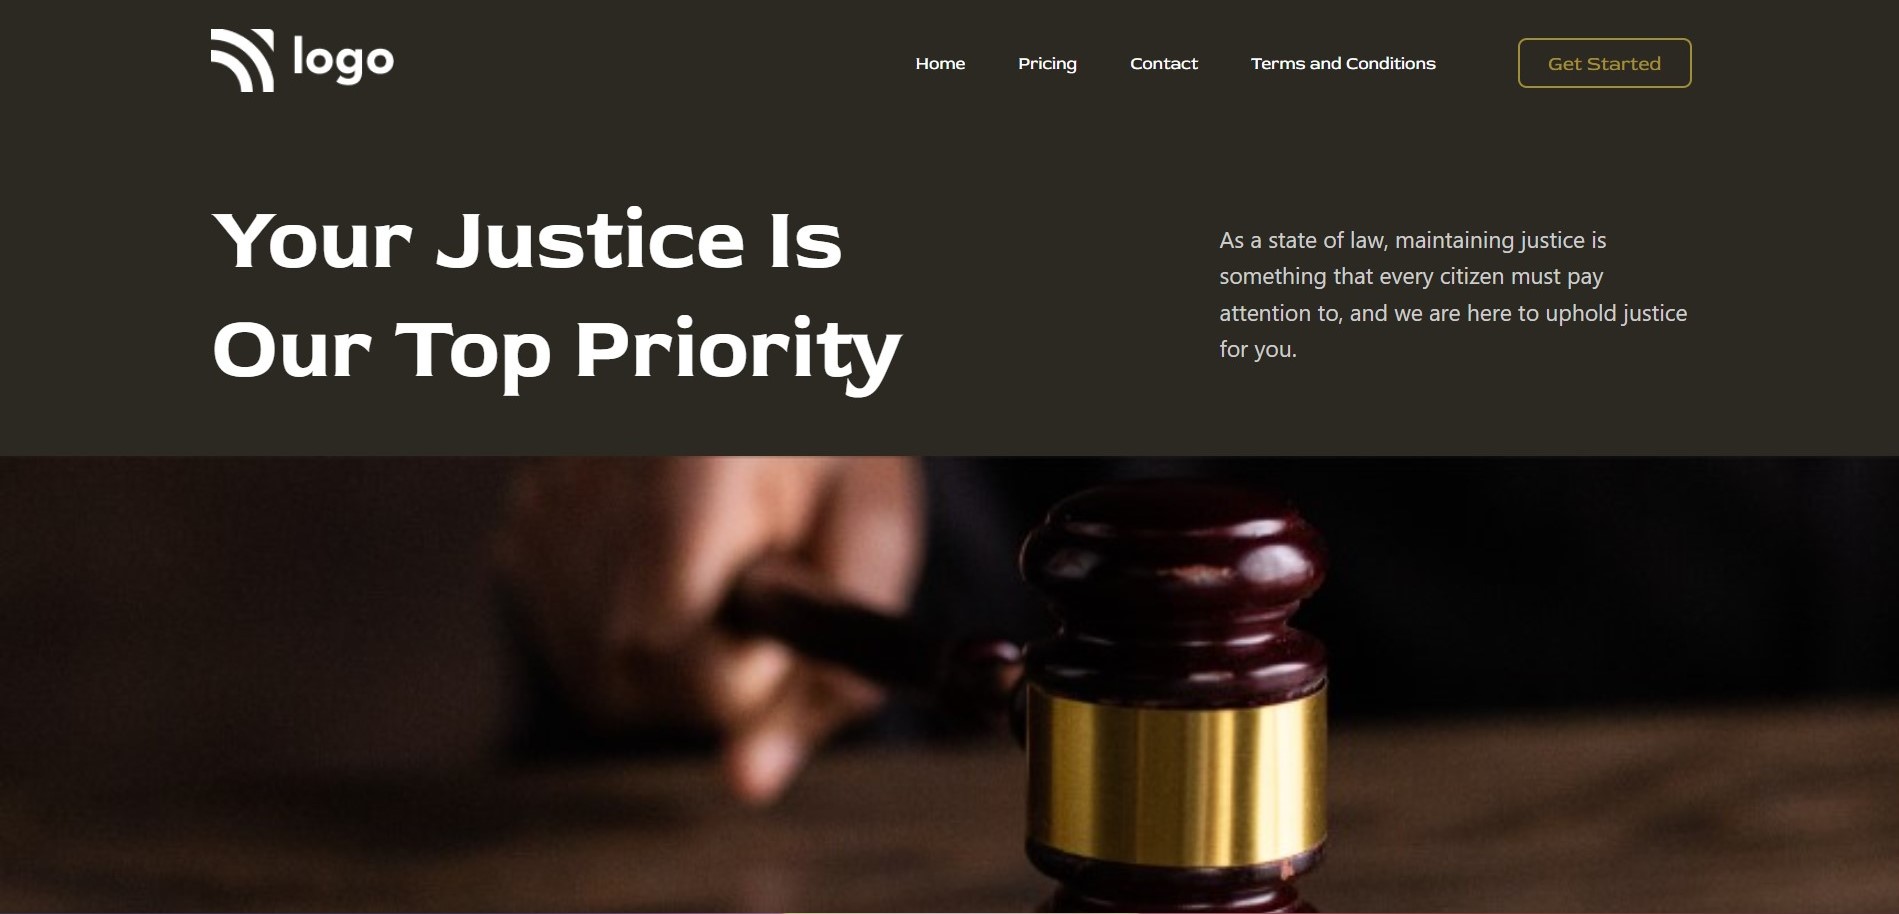 logo
Home
Pricing
Contact
Terms and Conditions
Get Started
Your Justice Is
Our Top Priority
As a state of law, maintaining justice is
something that every citizen must pay
attention to, and we are here to uphold justice
for you.